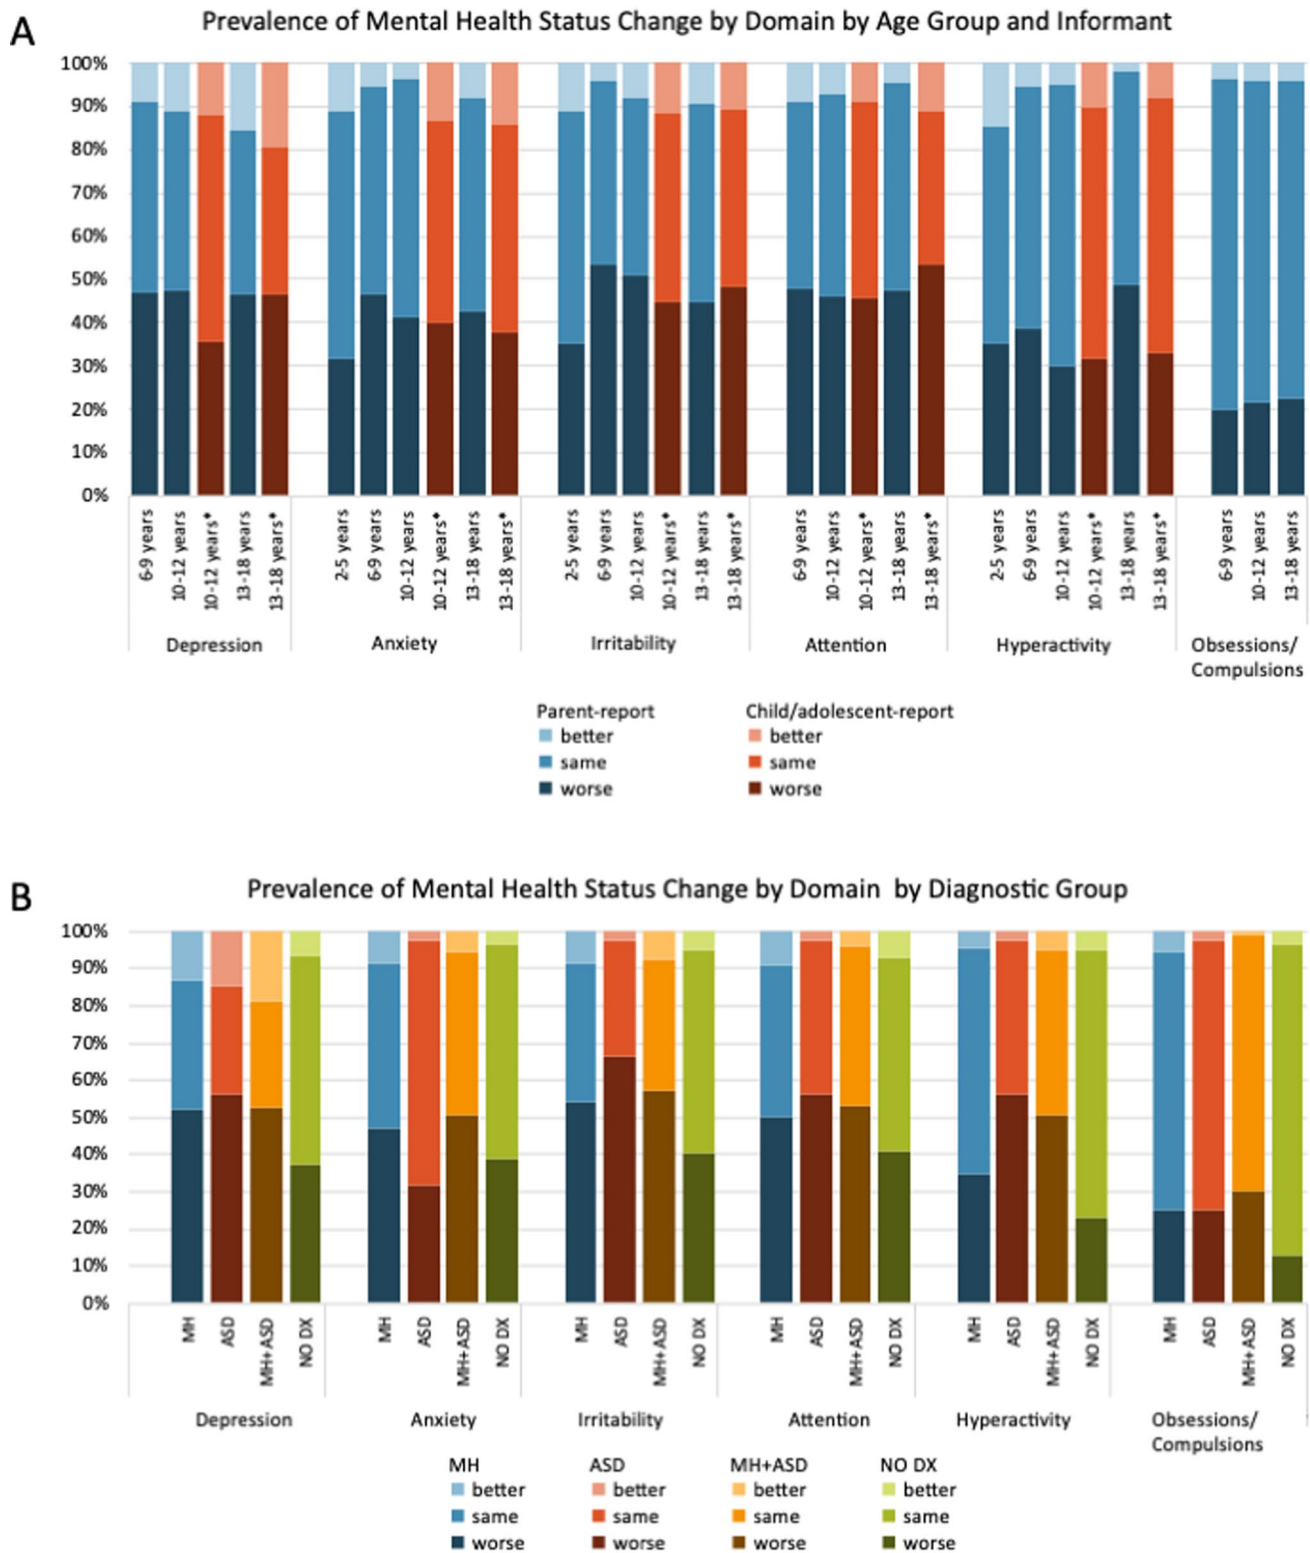 A
Prevalence of Mental Health Status Change by Domain by Age Group and Informant
100%
90%
80%
70%
60%
50%
40%
30%
20%
10%
0%
6-9 years
10-12 years
10-12 years*
13-18 years
13-18 years*
2-5 years
6-9 years
10-12 years
10-12 years*
13-18 years
13-18 years*
2-5 years
6-9 years
10-12 years
10-12 years*
13-18 years
13-18 years*
6-9 years
10-12 years
10-12 years*
13-18 years
13-18 years*
2-5 years
6-9 years
10-12 years
10-12 years*
13-18 years
13-18 years*
6-9 years
10-12 years
13-18 years
Depression
Anxiety
Irritability
Attention
Hyperactivity
Obsessions/
Compulsions
Parent-report
better
same
worse
Child/adolescent-report
better
same
worse
B
Prevalence of Mental Health Status Change by Domain by Diagnostic Group
100%
90%
80%
70%
60%
50%
40%
30%
20%
10%
0%
MH
ASD
MH+ASD
NO DX
MH
ASD
MH+ASD
NO DX
MH
ASD
MH+ASD
NO DX
MH
ASD
MH+ASD
NO DX
MH
ASD
MH+ASD
NO DX
MH
ASD
MH+ASD
NO DX
Depression
Anxiety
Irritability
Attention
Hyperactivity
Obsessions/
Compulsions
MH
better
same
worse
ASD
better
same
worse
MH+ASD
better
same
worse
NO DX
better
same
worse